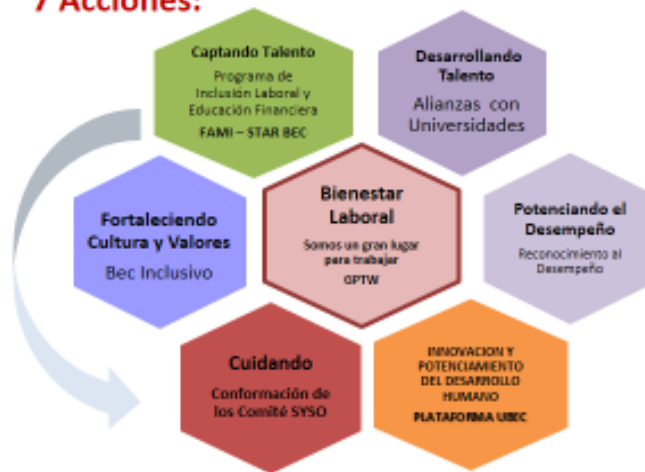 7 Acciones:
Captando Talento
Programa de
Inclusión Laboral y
Educación Financiera
FAMI – STAR BEC
Desarrollando
Talento
Alianzas con
Universidades
Fortaleciendo
Cultura y Valores
Bec Inclusivo
Bienestar
Laboral
Somos un gran lugar
para trabajar
GPTW
Potenciando el
Desempeño
Reconocimiento al
Desempeño
Cuidando
Conformación de
los Comité SYSO
INNOVACION Y
POTENCIAMIENTO
DEL DESARROLLO
HUMANO
PLATAFORMA UBEC